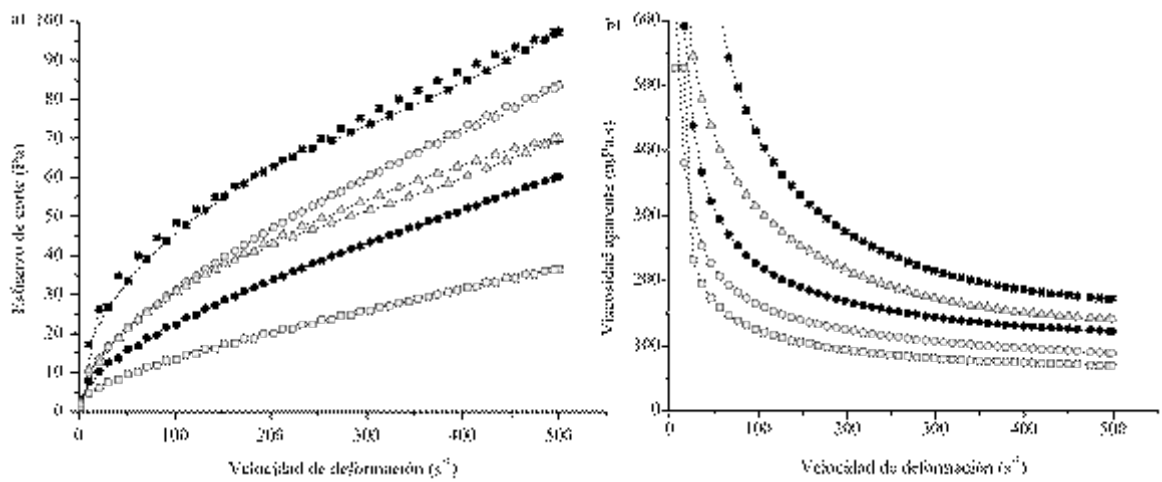 a) 100
90
80
70
60
50
40
30
20
10
0
Esfuerzo de corte (Pa)
0 100 200 300 400 500
Velocidad de deformación (s⁻¹)
b) 600
500
400
300
200
100
0
Viscosidad aparente (mPa.s)
0 100 200 300 400 500
Velocidad de deformación (s⁻¹)